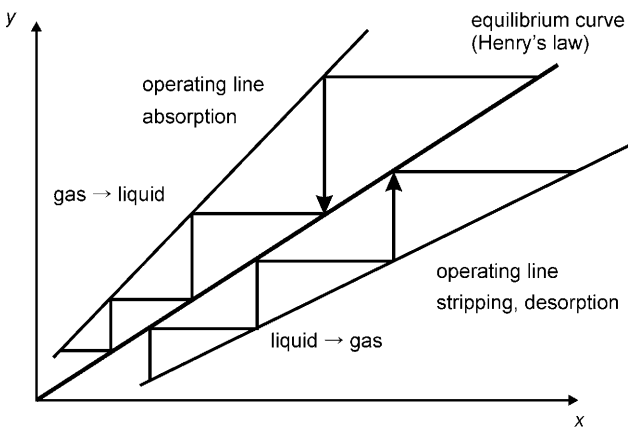 y
equilibrium curve
(Henry's law)
operating line
absorption
gas → liquid
operating line
stripping, desorption
liquid → gas
x